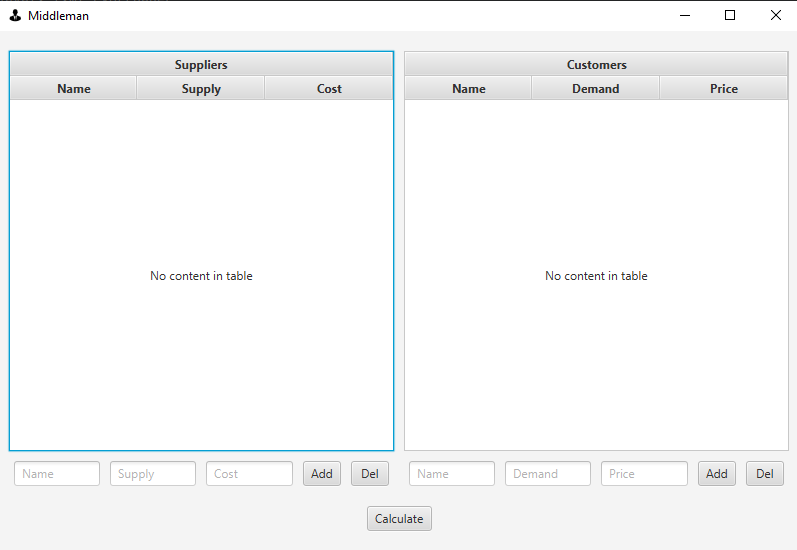 Middleman
Suppliers
Name Supply Cost
No content in table
Name Supply Cost Add Del
Customers
Name Demand Price
No content in table
Name Demand Price Add Del
Calculate